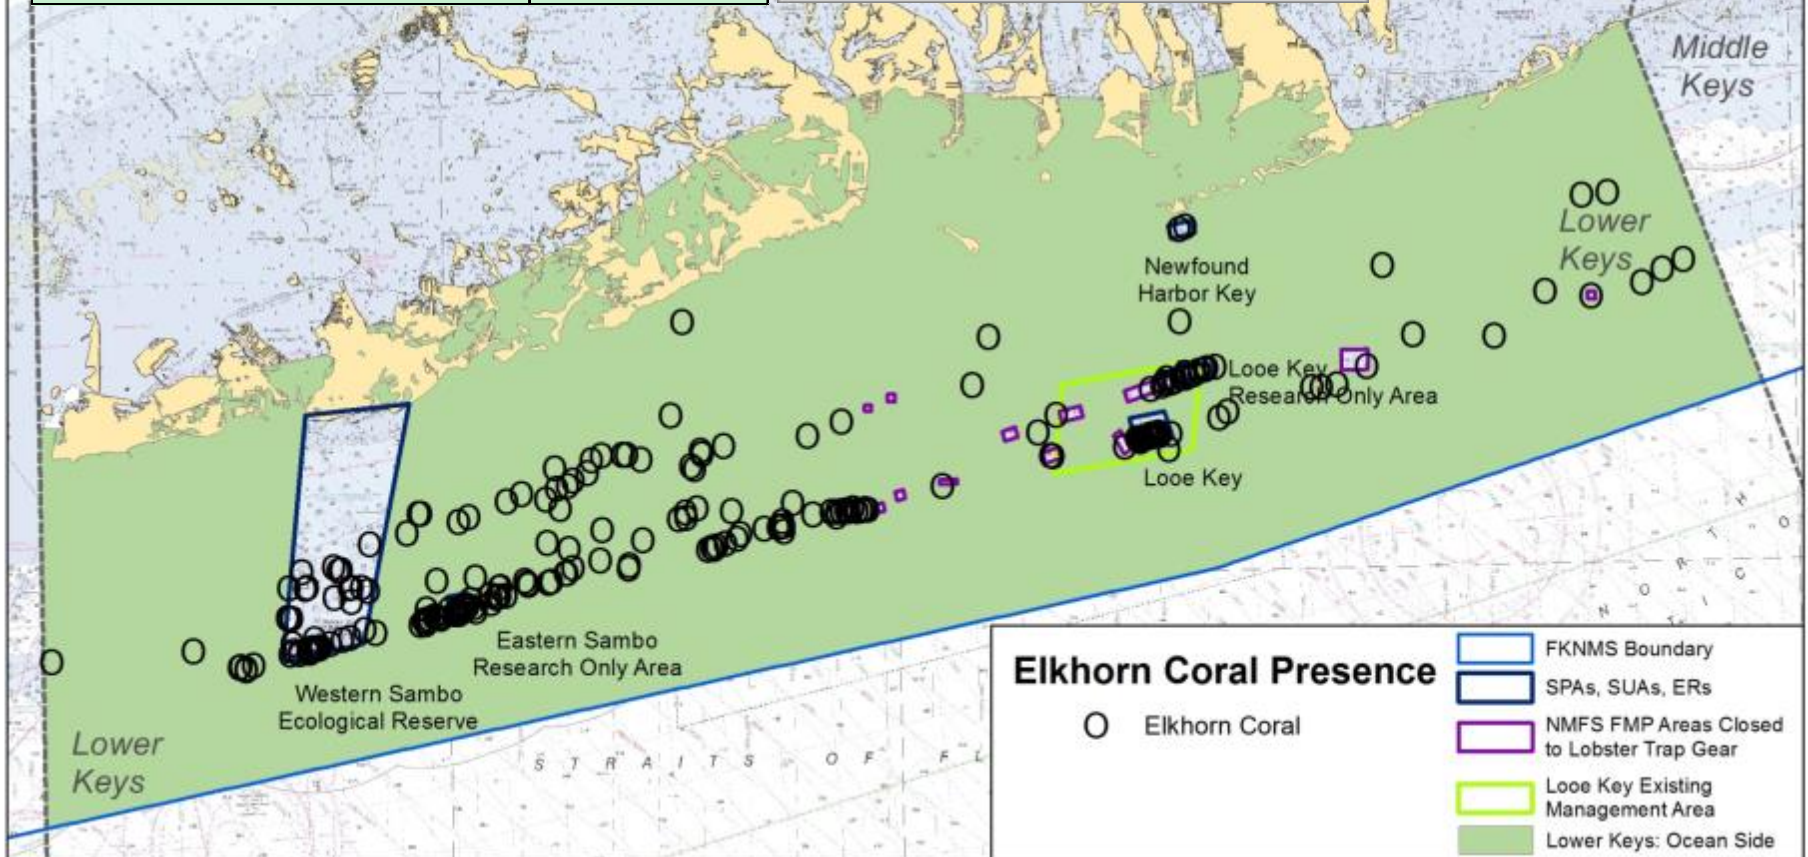 Middle
Keys
Lower
Keys
Newfound
Harbor Key
Looe Key
Research Only Area
Looe Key
Eastern Sambo
Research Only Area
Western Sambo
Ecological Reserve
Lower
Keys
S T R A I T S O F F L
N O R T H
T I C
O
Elkhorn Coral Presence
Elkhorn Coral
FKNMS Boundary
SPAs, SUAs, ERs
NMFS FMP Areas Closed
to Lobster Trap Gear
Looe Key Existing
Management Area
Lower Keys: Ocean Side